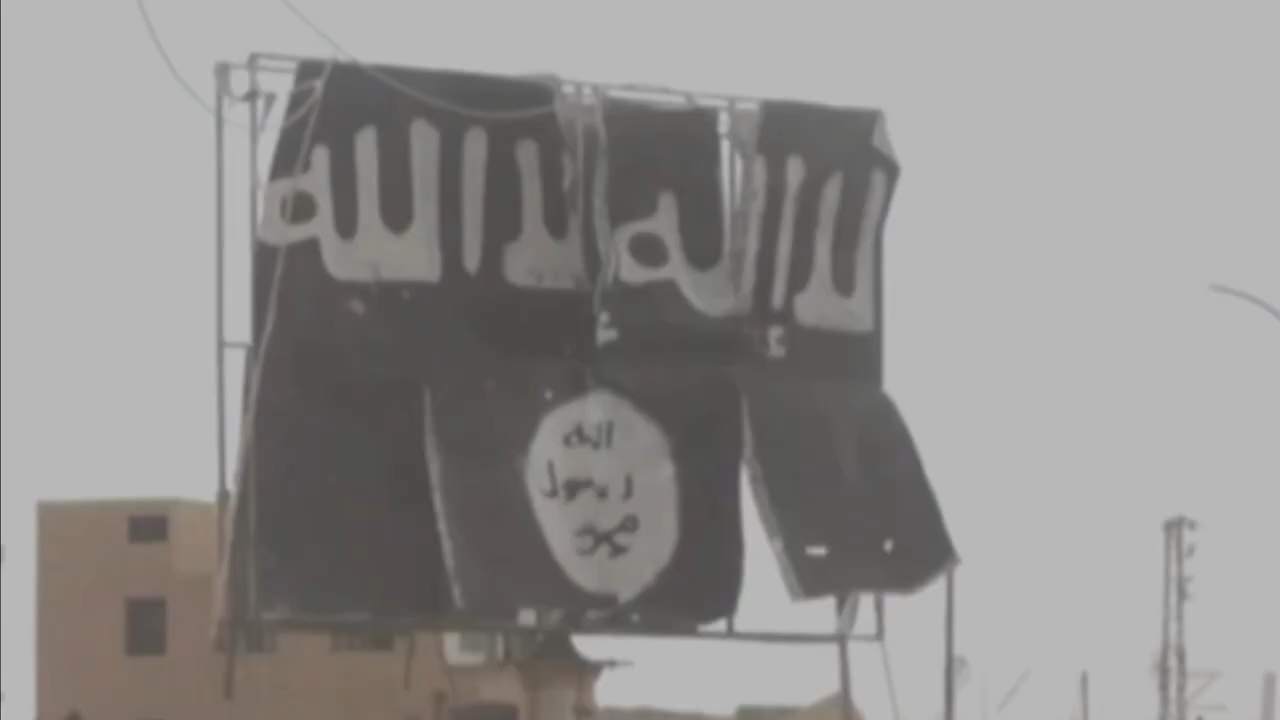 لا اله الا الله
الله
رسول
محمد